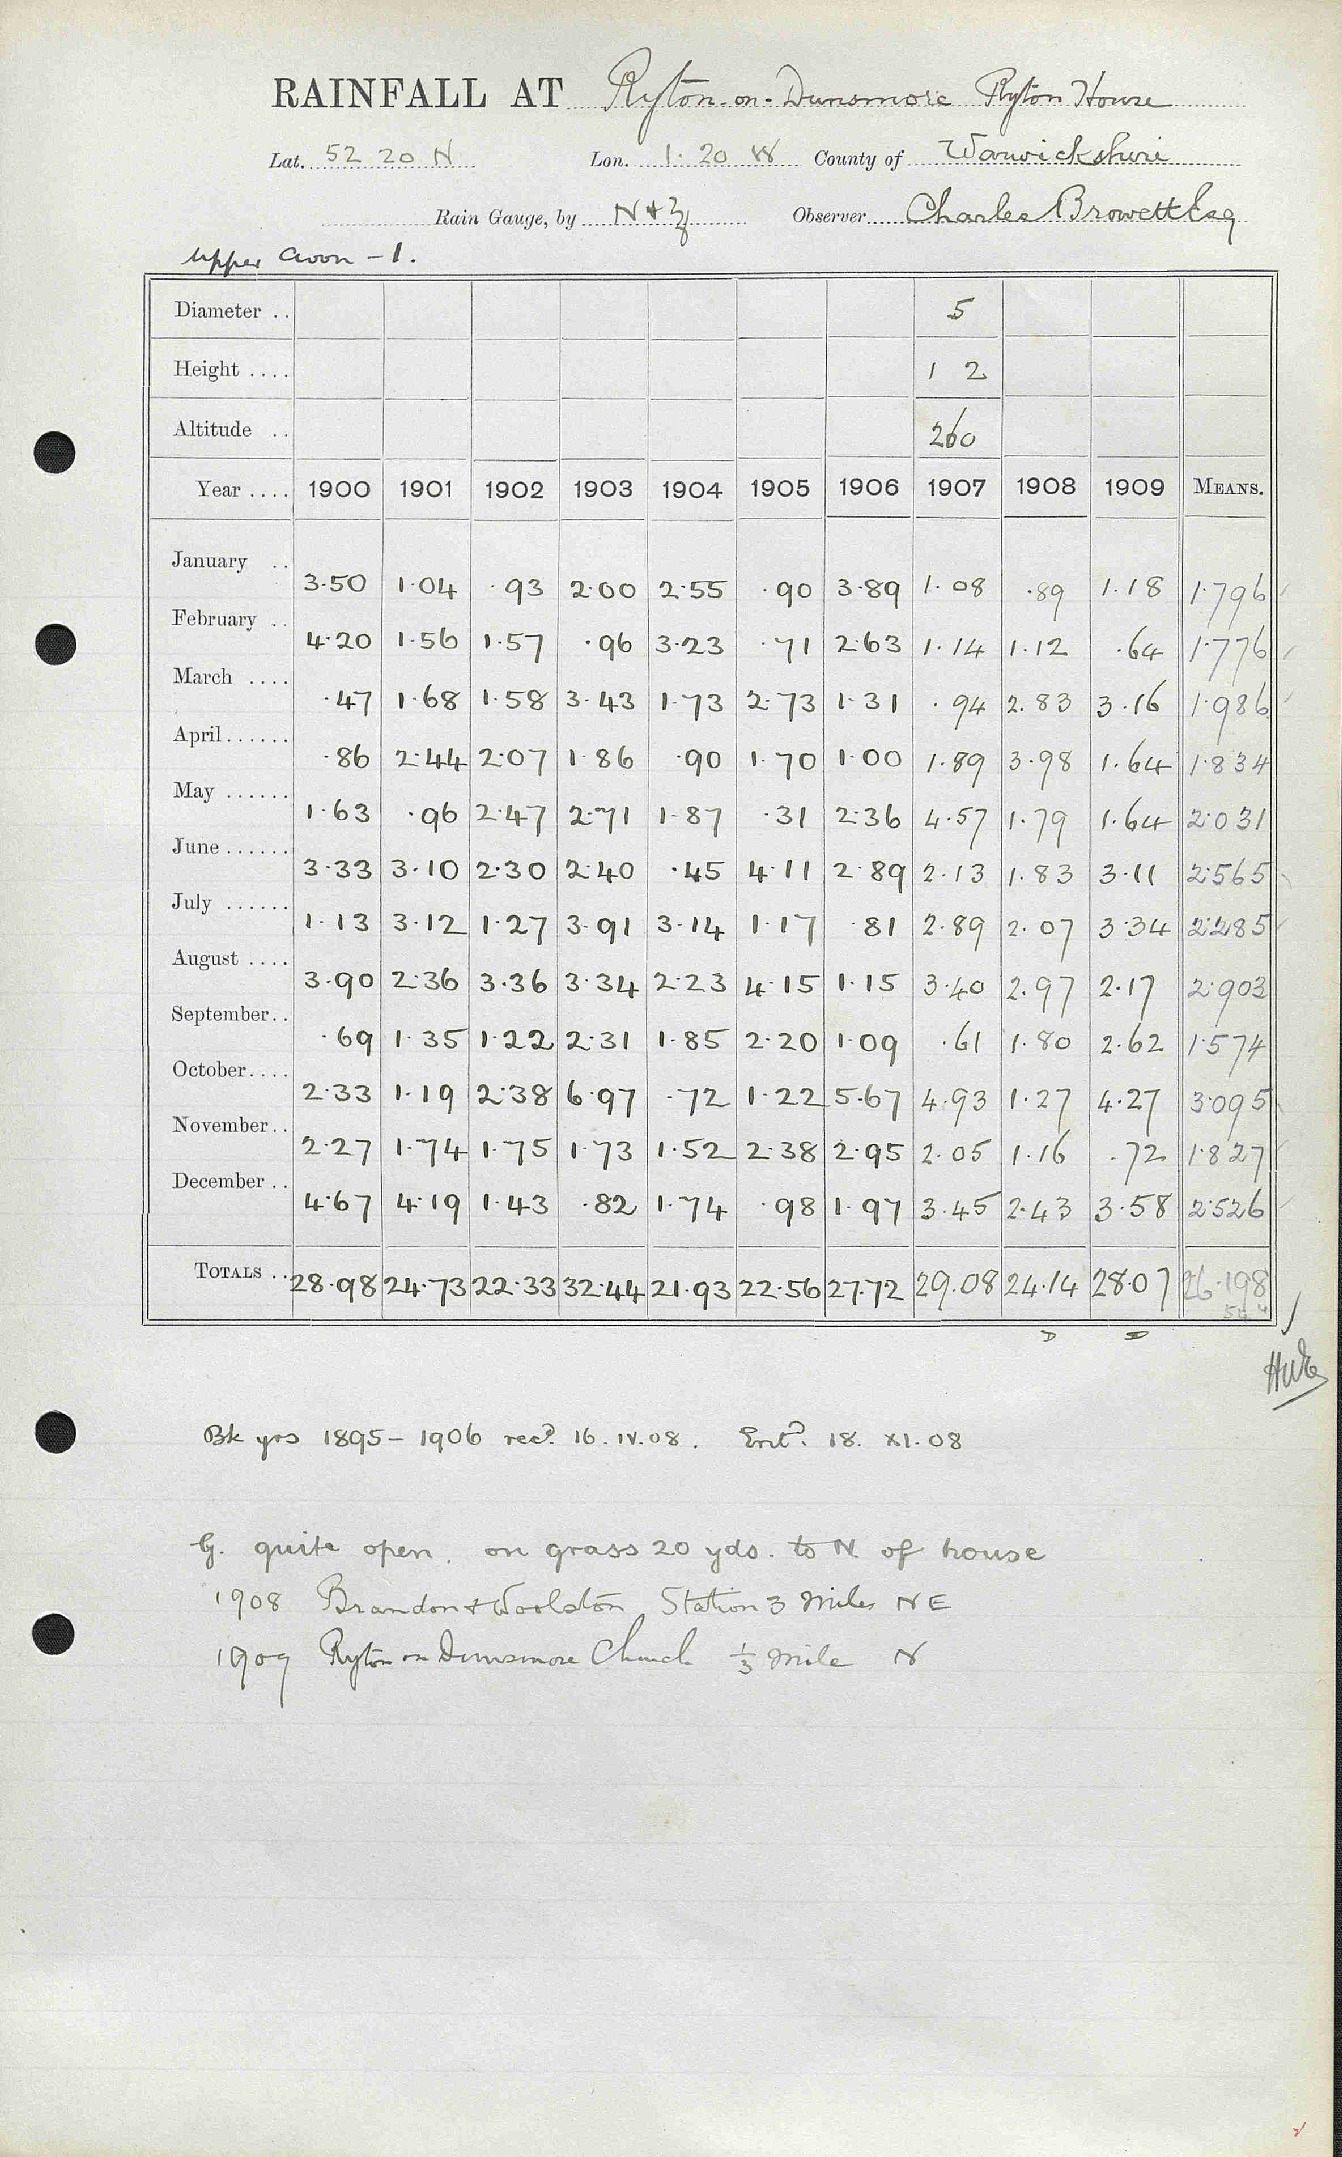 RAINFALL AT Ryton-on-Dunsmore Ryton House
Lat. 52 20 N Lon. 1. 20 W County of Warwickshire
Rain Gauge, by N & Z Observer Charles Browett Esq
Upper Avon - 1.
Diameter .. 5
Height .... 1 2
Altitude .. 260
Year .... 1900 1901 1902 1903 1904 1905 1906 1907 1908 1909 MEANS.
January .. 3.50 1.04 .93 2.00 2.55 .90 3.89 1.08 .89 1.18 1.796
February .. 4.20 1.56 1.57 .96 3.23 .71 2.63 1.14 1.12 .64 1.776
March .... .47 1.68 1.58 3.43 1.73 2.73 1.31 .94 2.83 3.16 1.986
April...... .86 2.44 2.07 1.86 .90 1.70 1.00 1.89 3.98 1.64 1.834
May ...... 1.63 .96 2.47 2.71 1.87 .31 2.36 4.57 1.79 1.64 2.031
June ...... 3.33 3.10 2.30 2.40 .45 4.11 2.89 2.13 1.83 3.11 2.565
July ...... 1.13 3.12 1.27 3.91 3.14 1.17 .81 2.89 2.07 3.34 2.285
August .... 3.90 2.36 3.36 3.34 2.23 4.15 1.15 3.40 2.97 2.17 2.903
September.. .69 1.35 1.22 2.31 1.85 2.20 1.09 .61 1.80 2.62 1.574
October.... 2.33 1.19 2.38 6.97 .72 1.22 5.67 4.93 1.27 4.27 3.095
November.. 2.27 1.74 1.75 1.73 1.52 2.38 2.95 2.05 1.16 .72 1.827
December .. 4.67 4.19 1.43 .82 1.74 .98 1.97 3.45 2.43 3.58 2.526
TOTALS .. 28.98 24.73 22.33 32.44 21.93 22.56 27.72 29.08 24.14 28.07 26.198
D D
Bk yrs 1895 - 1906 recd. 16.IV.08. Entd. 18. XI. 08
G. quite open, on grass 20 yds. to N. of house
1908 Brandon & Woolston Station 3 Miles NE
1909 Ryton on Dunsmore Church 1/3 Mile N